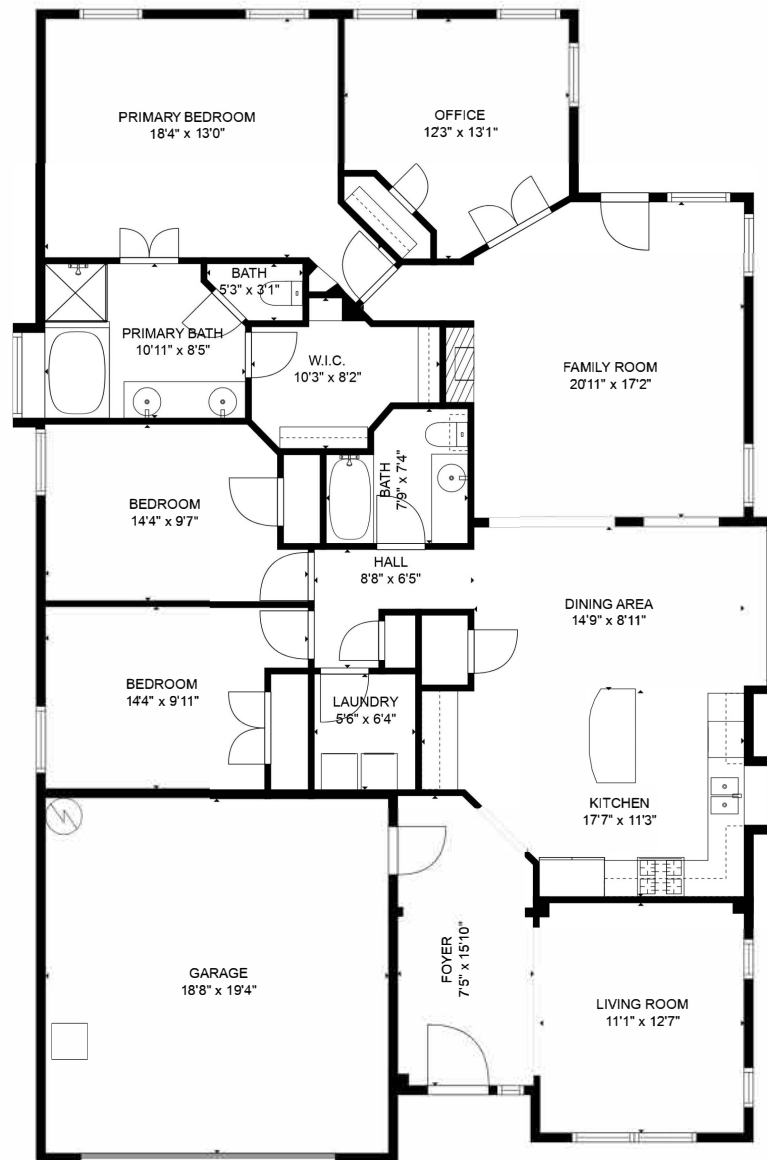 PRIMARY BEDROOM
18'4" x 13'0"
OFFICE
12'3" x 13'1"
BATH
5'3" x 3'1"
PRIMARY BATH
10'11" x 8'5"
W.I.C.
10'3" x 8'2"
FAMILY ROOM
20'11" x 17'2"
BATH
7'9" x 7'4"
BEDROOM
14'4" x 9'7"
HALL
8'8" x 6'5"
DINING AREA
14'9" x 8'11"
BEDROOM
14'4" x 9'11"
LAUNDRY
5'6" x 6'4"
KITCHEN
17'7" x 11'3"
FOYER
7'5" x 15'10"
GARAGE
18'8" x 19'4"
LIVING ROOM
11'1" x 12'7"